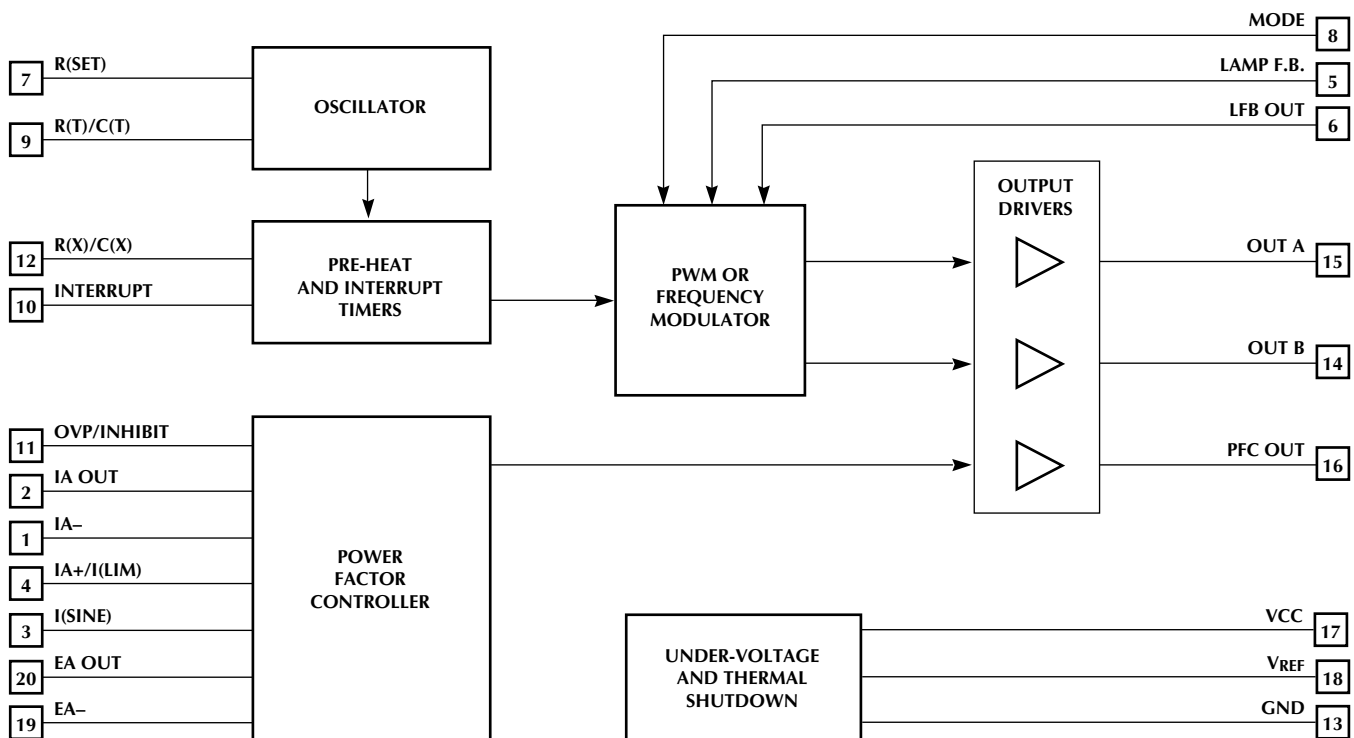 MODE
8
7
R(SET)
LAMP F.B.
5
OSCILLATOR
LFB OUT
6
9
R(T)/C(T)
OUTPUT
DRIVERS
12
R(X)/C(X)
PRE-HEAT
AND INTERRUPT
TIMERS
10
INTERRUPT
PWM OR
FREQUENCY
MODULATOR
OUT A
15
OUT B
14
11
OVP/INHIBIT
PFC OUT
16
2
IA OUT
1
IA–
4
IA+/I(LIM)
POWER
FACTOR
CONTROLLER
3
I(SINE)
20
EA OUT
19
EA–
UNDER-VOLTAGE
AND THERMAL
SHUTDOWN
VCC
17
VREF
18
GND
13